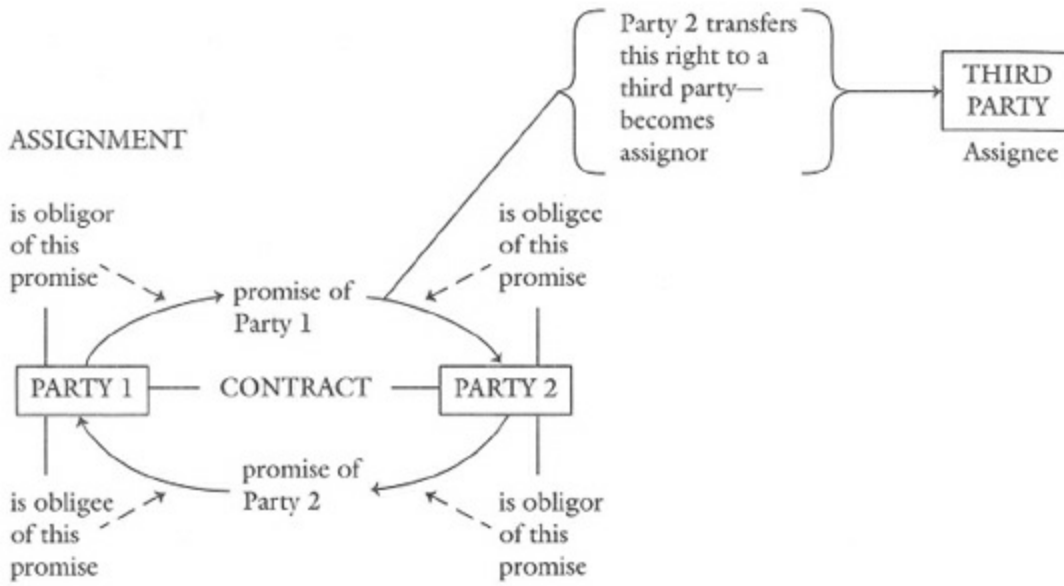 Party 2 transfers
this right to a
third party—
becomes
assignor
THIRD
PARTY
Assignee
ASSIGNMENT
is obligor
of this
promise
is obligee
of this
promise
promise of
Party 1
PARTY 1
CONTRACT
PARTY 2
promise of
Party 2
is obligee
of this
promise
is obligor
of this
promise